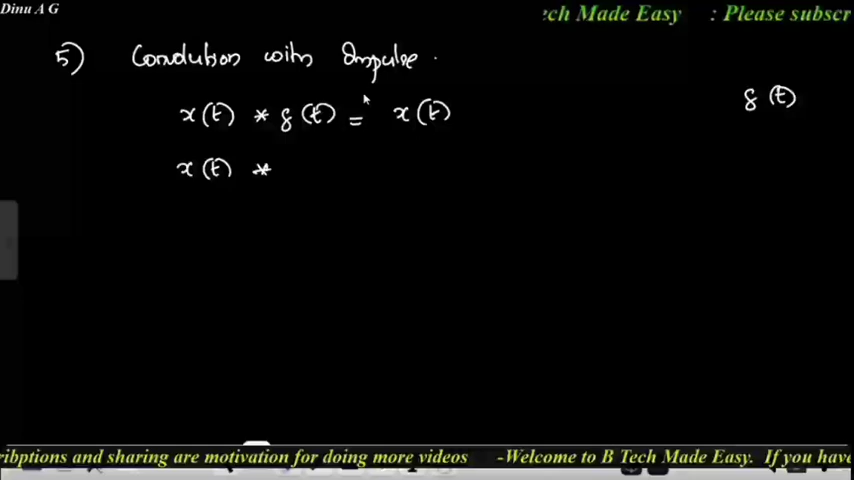 Dinu A G
ech Made Easy : Please subscr
5) Convolution with Impulse .
x(t) * δ(t) = x(t)
δ(t)
x(t) *
ribptions and sharing are motivation for doing more videos -Welcome to B Tech Made Easy. If you have